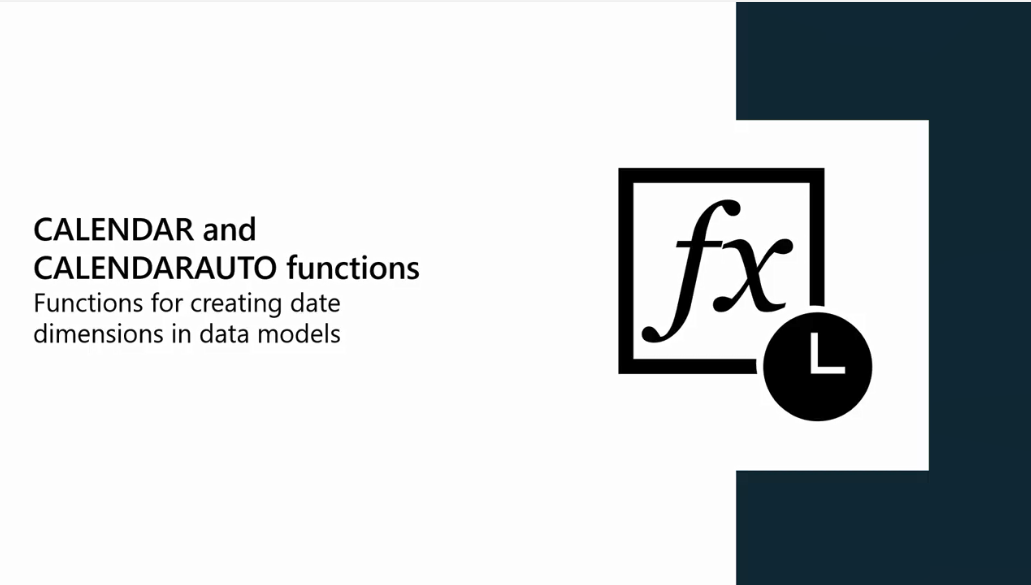 CALENDAR and
CALENDARAUTO functions
Functions for creating date
dimensions in data models
fx